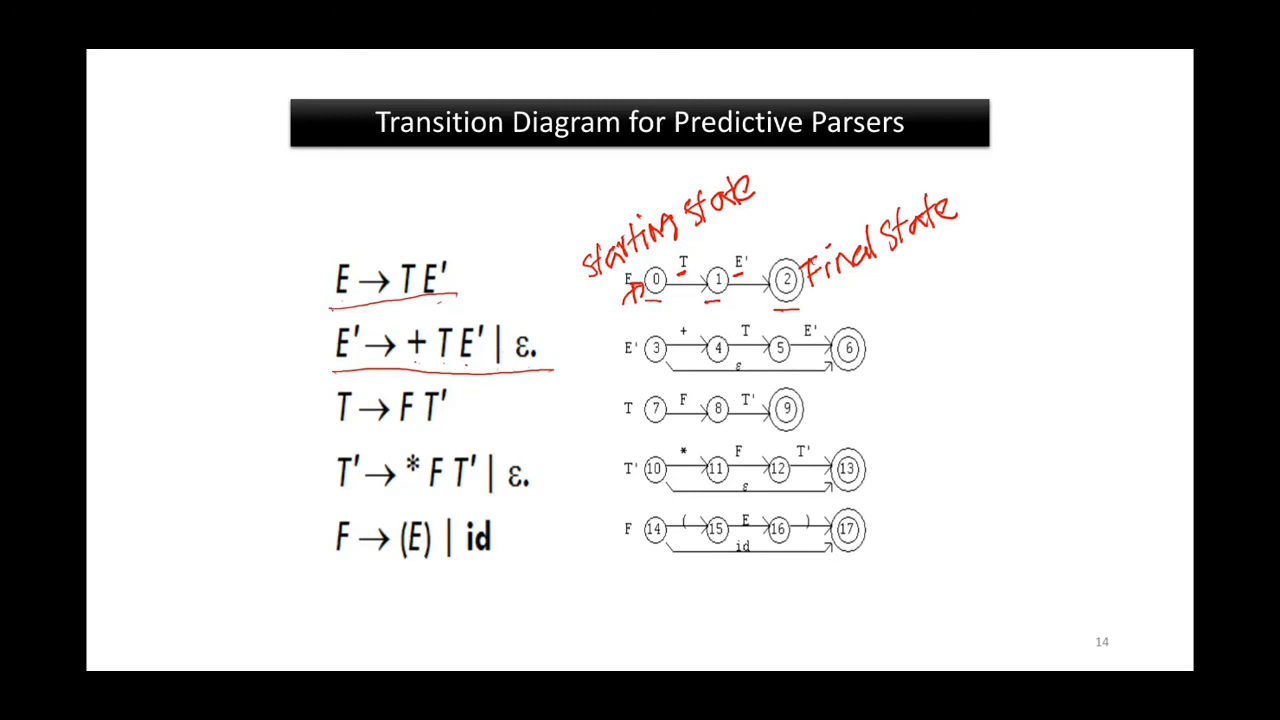 Transition Diagram for Predictive Parsers
starting state
Final state
E → T E′
E 0 T 1 E' 2
E′ → + T E′ | ε.
E' 3 + 4 T 5 E' 6
ε
T → F T′
T 7 F 8 T' 9
T′ → * F T′ | ε.
T' 10 * 11 F 12 T' 13
ε
F → (E) | id
F 14 ( 15 E 16 ) 17
id
14